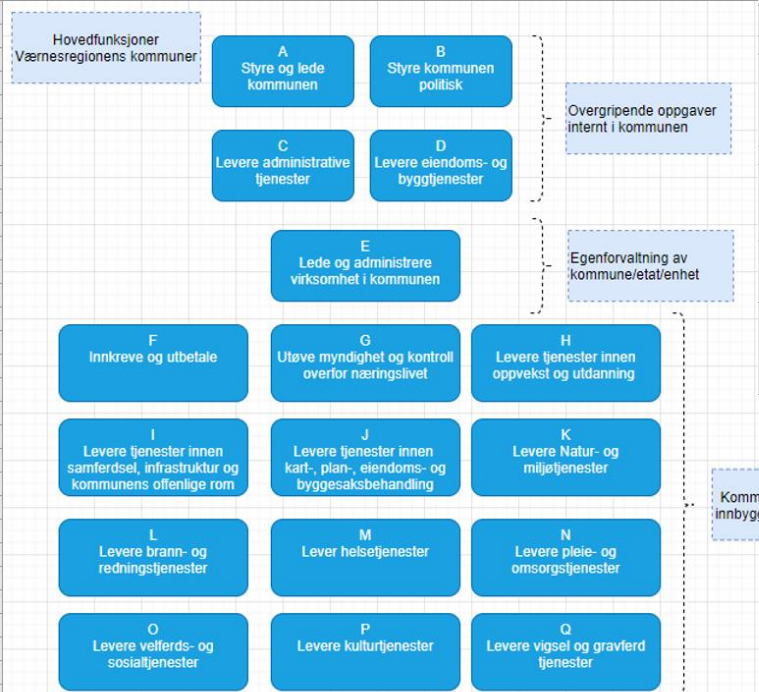 Hovedfunksjoner
Værnesregionens kommuner
A
Styre og lede
kommunen
B
Styre kommunen
politisk
Overgripende oppgaver
internt i kommunen
C
Levere administrative
tjenester
D
Levere eiendoms- og
byggtjenester
E
Lede og administrere
virksomhet i kommunen
Egenforvaltning av
kommune/etat/enhet
F
Innkreve og utbetale
G
Utøve myndighet og kontroll
overfor næringslivet
H
Levere tjenester innen
oppvekst og utdanning
I
Levere tjenester innen
samferdsel, infrastruktur og
kommunens offentlige rom
J
Levere tjenester innen
kart-, plan-, eiendoms- og
byggesaksbehandling
K
Levere Natur- og
miljøtjenester
L
Levere brann- og
redningstjenester
M
Lever helsetjenester
N
Levere pleie- og
omsorgstjenester
O
Levere velferds- og
sosialtjenester
P
Levere kulturtjenester
Q
Levere vigsel og gravferd
tjenester